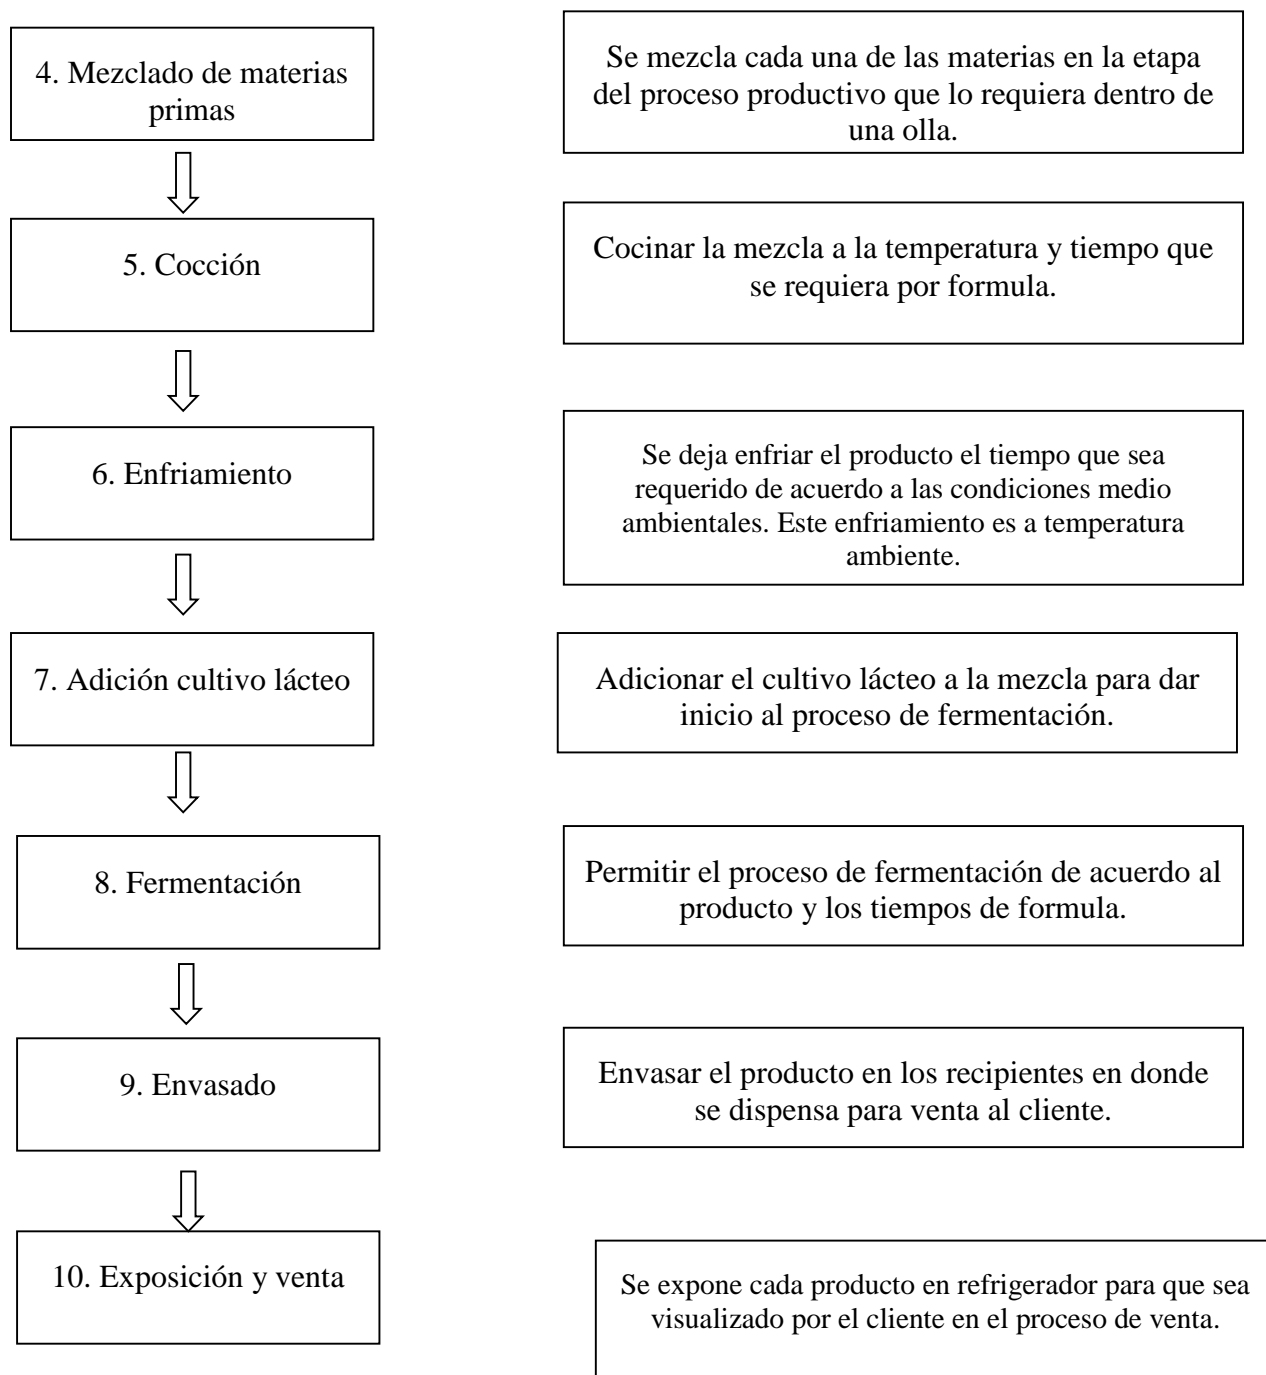 4. Mezclado de materias
primas
Se mezcla cada una de las materias en la etapa
del proceso productivo que lo requiera dentro de
una olla.
5. Cocción
Cocinar la mezcla a la temperatura y tiempo que
se requiera por formula.
6. Enfriamiento
Se deja enfriar el producto el tiempo que sea
requerido de acuerdo a las condiciones medio
ambientales. Este enfriamiento es a temperatura
ambiente.
7. Adición cultivo lácteo
Adicionar el cultivo lácteo a la mezcla para dar
inicio al proceso de fermentación.
8. Fermentación
Permitir el proceso de fermentación de acuerdo al
producto y los tiempos de formula.
9. Envasado
Envasar el producto en los recipientes en donde
se dispensa para venta al cliente.
10. Exposición y venta
Se expone cada producto en refrigerador para que sea
visualizado por el cliente en el proceso de venta.